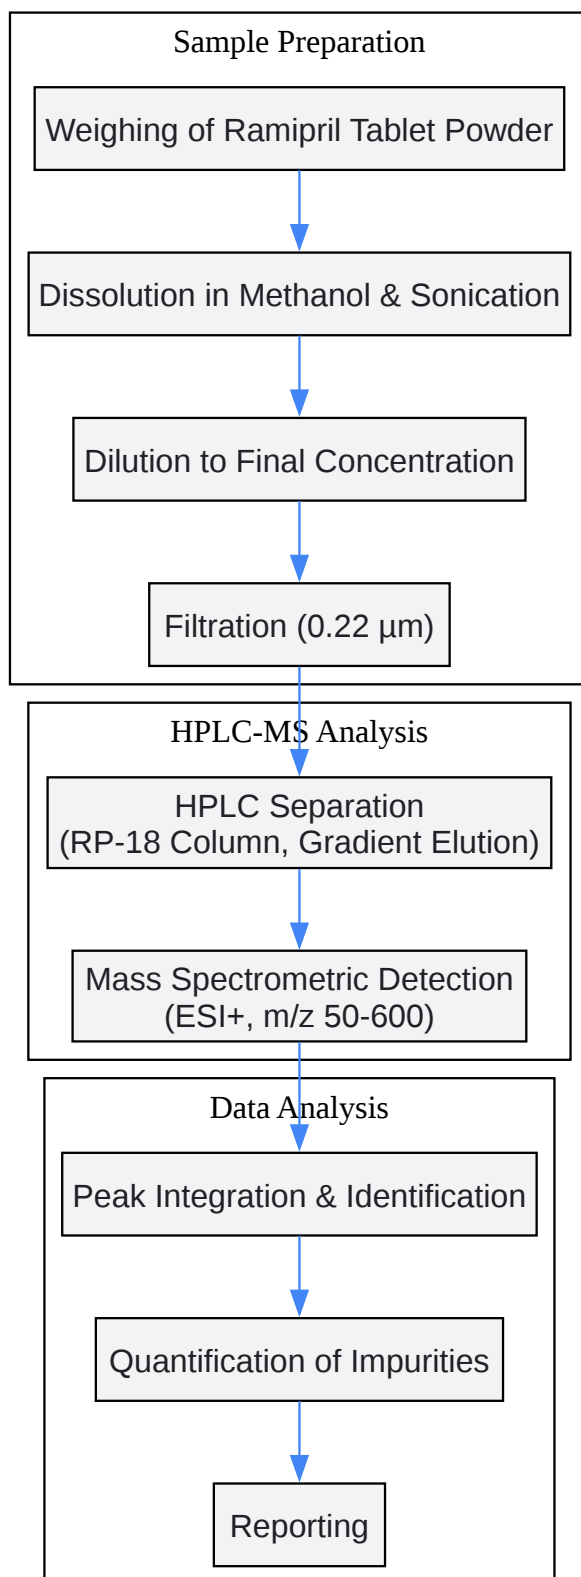 Sample Preparation
Weighing of Ramipril Tablet Powder
Dissolution in Methanol & Sonication
Dilution to Final Concentration
Filtration (0.22 µm)
HPLC-MS Analysis
HPLC Separation
(RP-18 Column, Gradient Elution)
Mass Spectrometric Detection
(ESI+, m/z 50-600)
Data Analysis
Peak Integration & Identification
Quantification of Impurities
Reporting